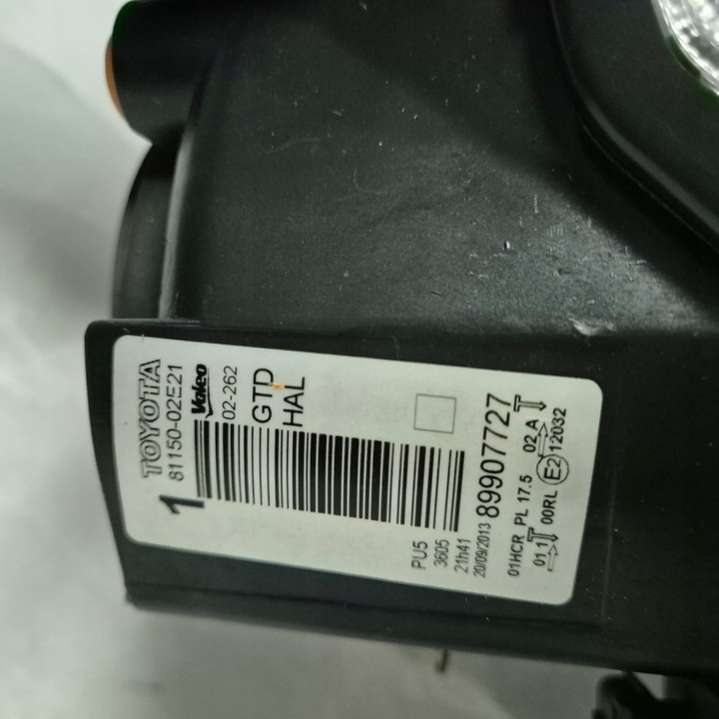 TOYOTA
81150-02E21
1 Valeo
02-262
GTD
HAL
PU5
3605
21h41
20/09/2013 89907727
01HCR PL 17.5 02 A
01 1 00RL E2 12032